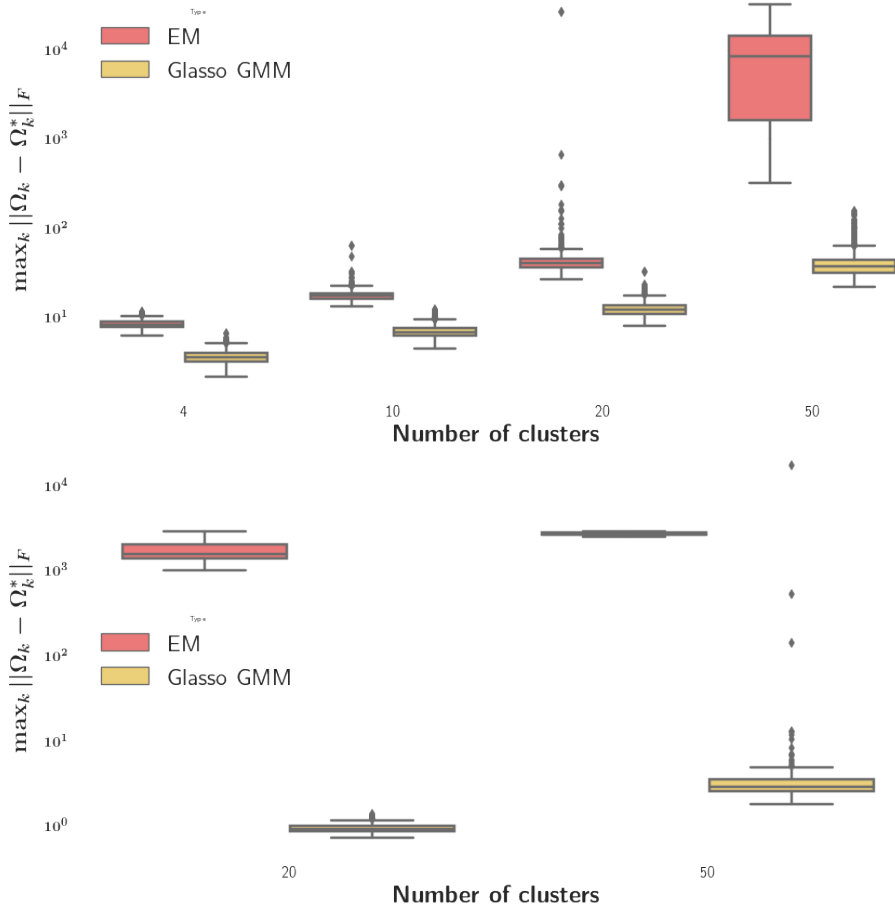 Type
EM
Glasso GMM
10^4
10^3
10^2
10^1
max_k ||Ω_k − Ω_k^*||_F
4 10 20 50
Number of clusters
10^4
10^3
10^2
10^1
10^0
max_k ||Ω_k − Ω_k^*||_F
Type
EM
Glasso GMM
20 50
Number of clusters